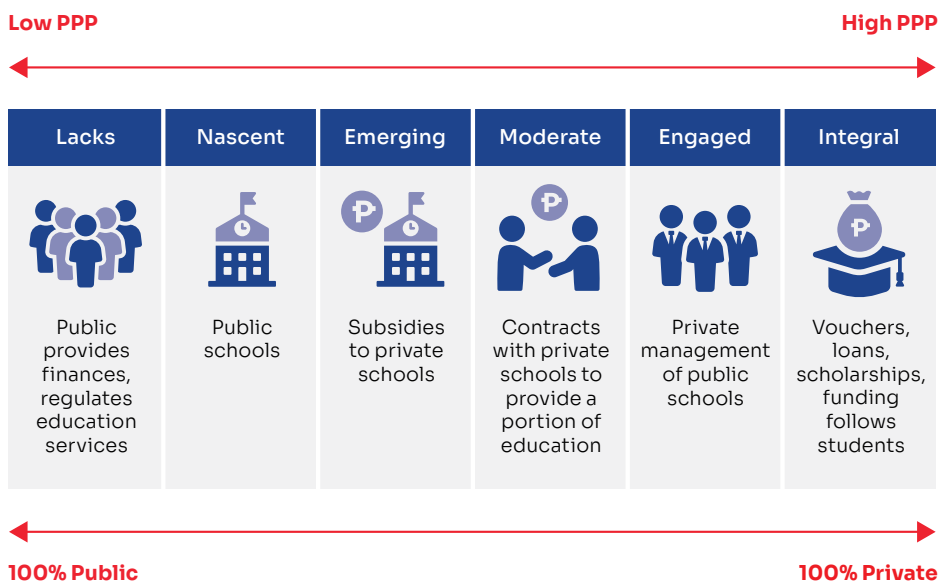 Low PPP
High PPP
Lacks
Nascent
Emerging
Moderate
Engaged
Integral
₱
₱
₱
Public
provides
finances,
regulates
education
services
Public
schools
Subsidies
to private
schools
Contracts
with private
schools to
provide a
portion of
education
Private
management
of public
schools
Vouchers,
loans,
scholarships,
funding
follows
students
100% Public
100% Private